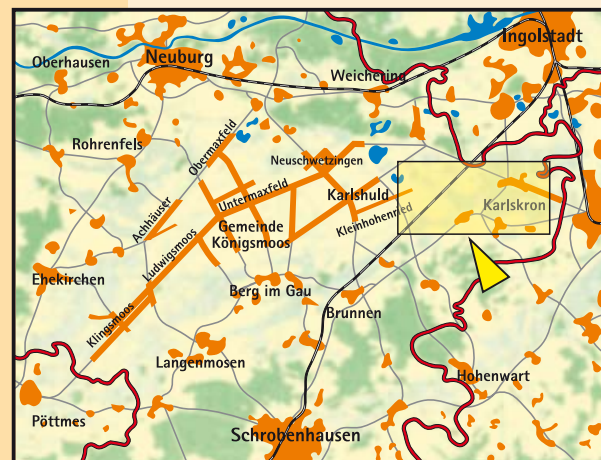 Ingolstadt
Neuburg
Oberhausen
Weichering
Obermaxfeld
Rohrenfels
Neuschwetzingen
Untermaxfeld
Karlshuld
Karlskron
Achhäuser
Kleinhohenried
Gemeinde
Königsmoos
Ludwigsmoos
Ehekirchen
Berg im Gau
Brunnen
Klingsmoos
Langenmosen
Hohenwart
Pöttmes
Schrobenhausen